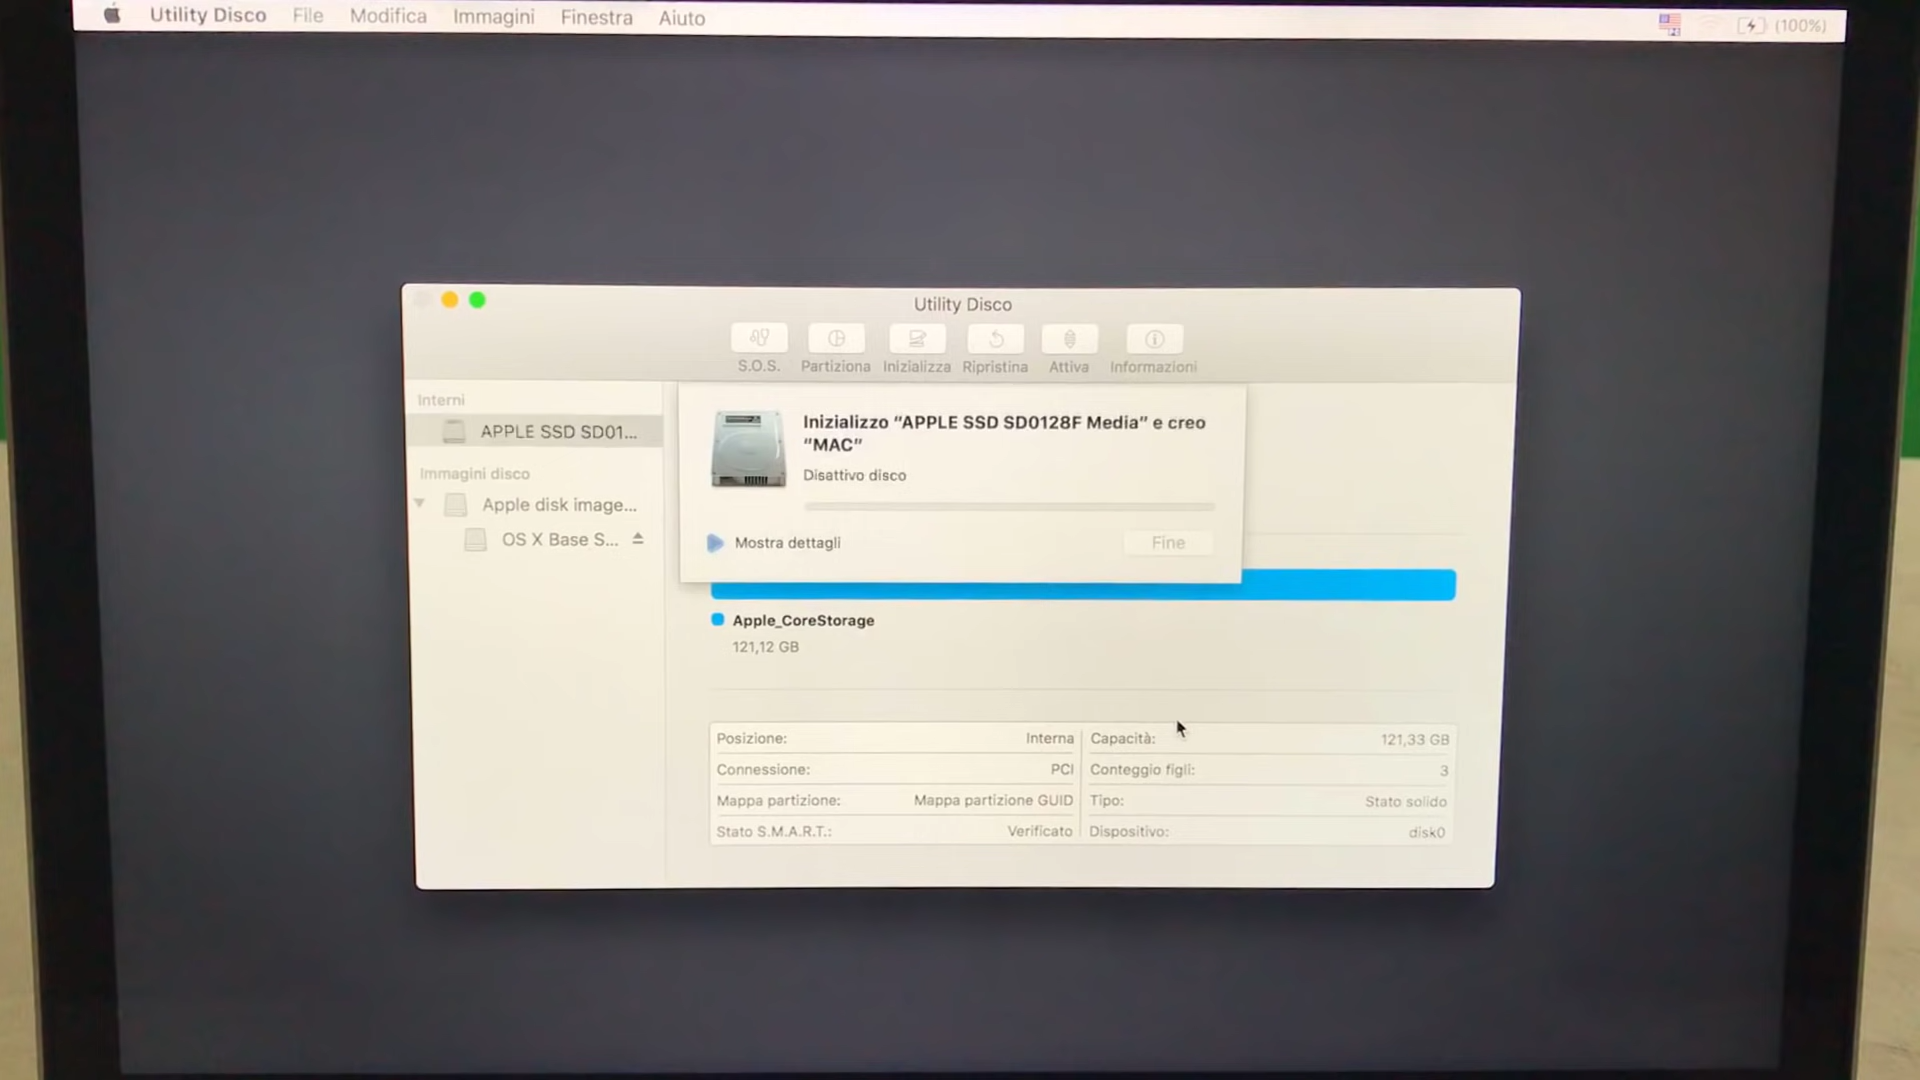 Utility Disco File Modifica Immagini Finestra Aiuto
(100%)
Utility Disco
S.O.S. Partiziona Inizializza Ripristina Attiva Informazioni
Interni
APPLE SSD SD01...
Immagini disco
Apple disk image...
OS X Base S...
Inizializzo “APPLE SSD SD0128F Media” e creo
“MAC”
Disattivo disco
Mostra dettagli
Fine
Apple_CoreStorage
121,12 GB
Posizione: Interna
Capacità: 121,33 GB
Connessione: PCI
Conteggio figli: 3
Mappa partizione: Mappa partizione GUID
Tipo: Stato solido
Stato S.M.A.R.T.: Verificato
Dispositivo: disk0